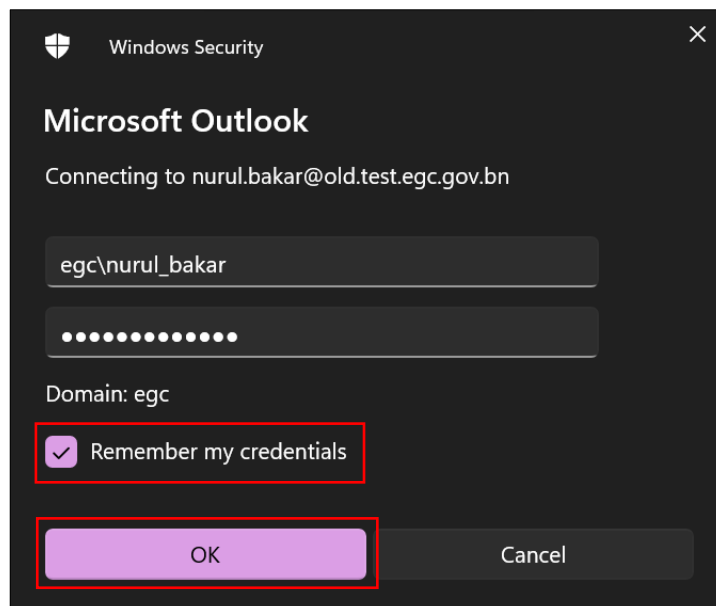 Windows Security
Microsoft Outlook
Connecting to nurul.bakar@old.test.egc.gov.bn
egc\nurul_bakar
●●●●●●●●●●●●●
Domain: egc
Remember my credentials
OK
Cancel